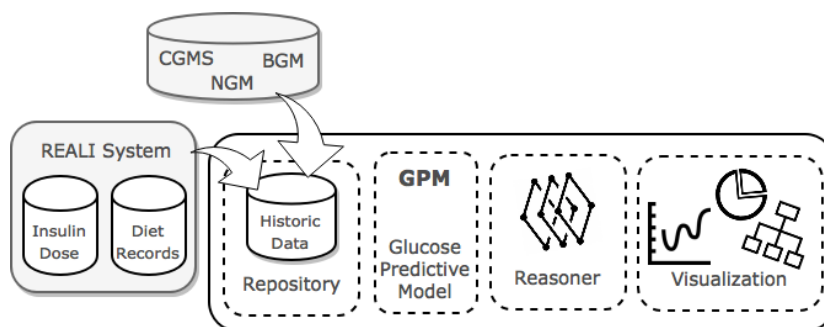 CGMS
BGM
NGM
REALI System
Insulin
Dose
Diet
Records
Historic
Data
Repository
GPM
Glucose
Predictive
Model
Reasoner
Visualization